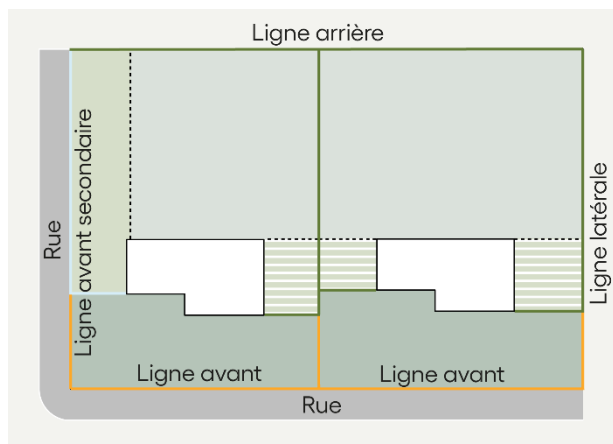 Ligne arrière
Rue
Ligne avant secondaire
Ligne latérale
Ligne avant
Ligne avant
Rue